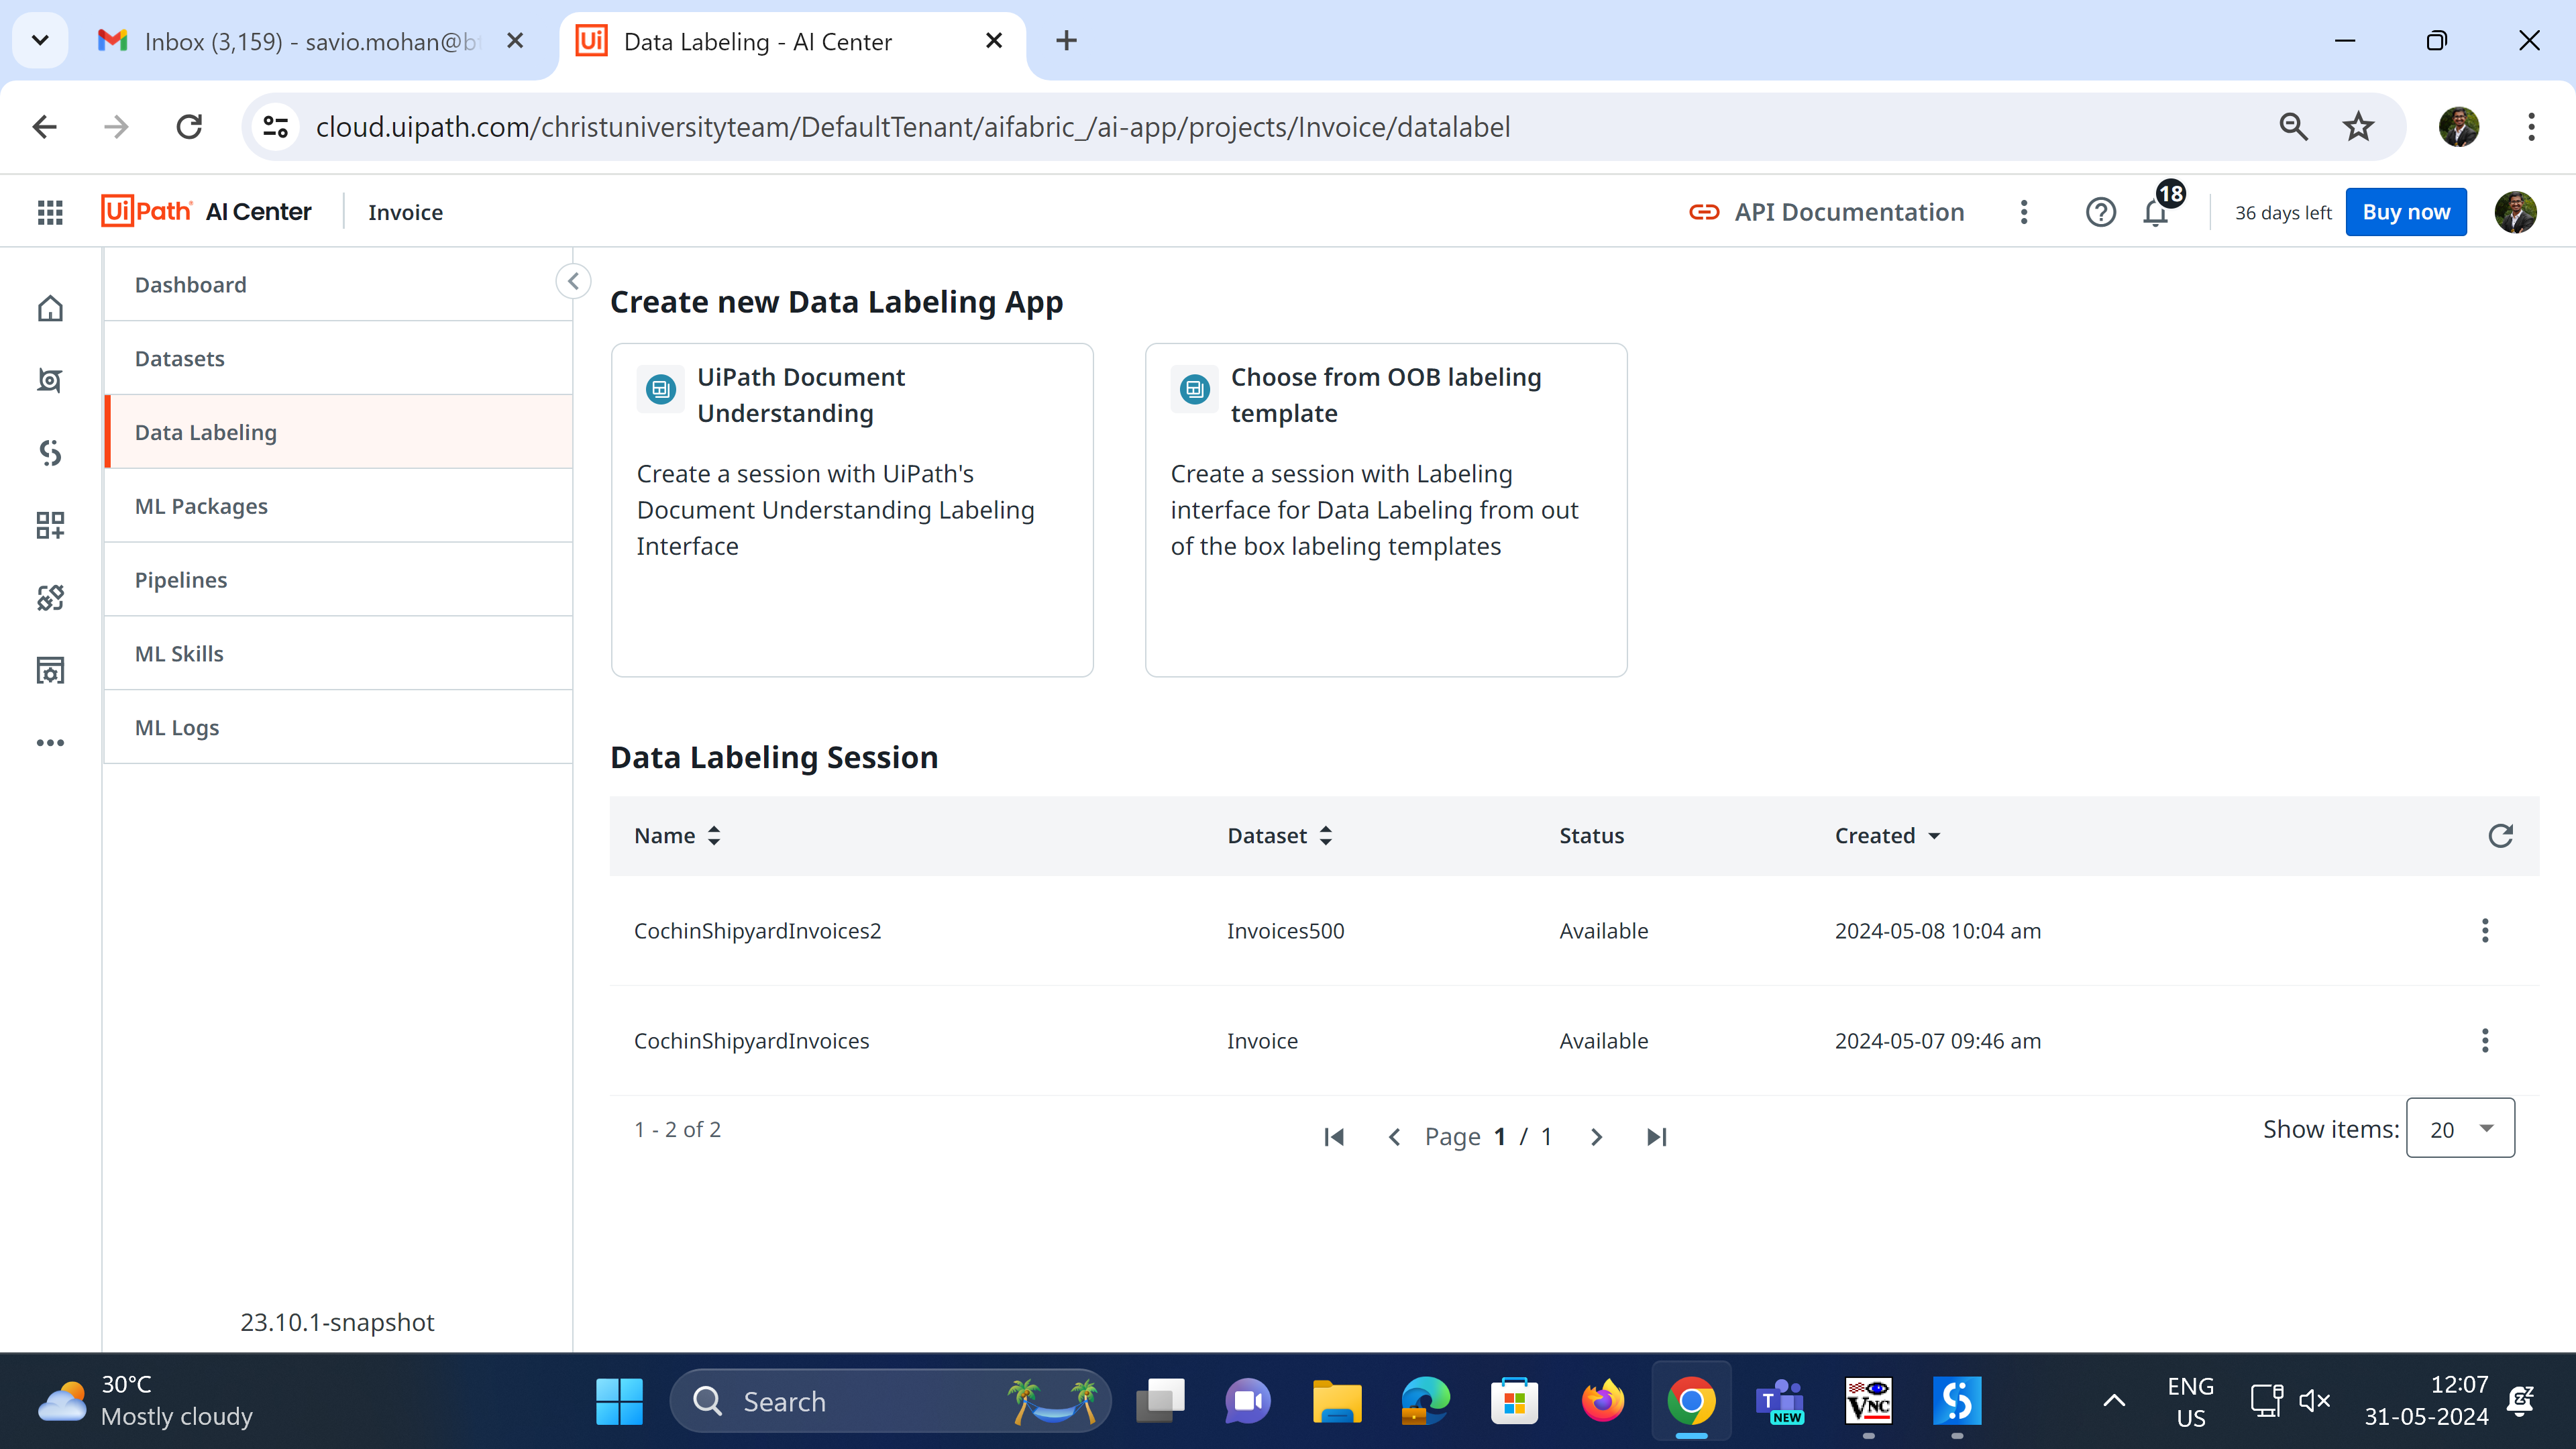 Inbox (3,159) - savio.mohan@bt
Data Labeling - AI Center
cloud.uipath.com/christuniversityteam/DefaultTenant/aifabric_/ai-app/projects/Invoice/datalabel
UiPath AI Center
Invoice
API Documentation
18
36 days left
Buy now
Dashboard
Datasets
Data Labeling
ML Packages
Pipelines
ML Skills
ML Logs
23.10.1-snapshot
Create new Data Labeling App
UiPath Document
Understanding
Create a session with UiPath's
Document Understanding Labeling
Interface
Choose from OOB labeling
template
Create a session with Labeling
interface for Data Labeling from out
of the box labeling templates
Data Labeling Session
Name Dataset Status Created
CochinShipyardInvoices2 Invoices500 Available 2024-05-08 10:04 am
CochinShipyardInvoices Invoice Available 2024-05-07 09:46 am
1 - 2 of 2
Page 1 / 1
Show items: 20
30°C
Mostly cloudy
Search
T
NEW
VNC
ENG
US
12:07
31-05-2024